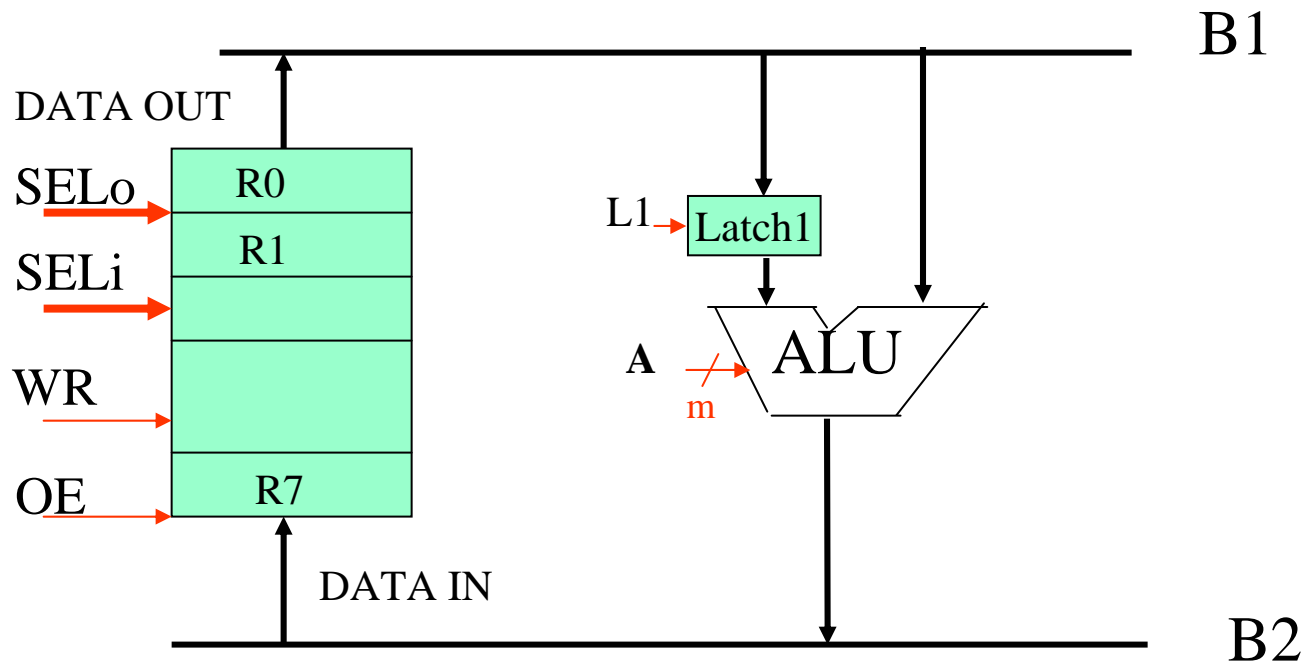 B1
DATA OUT
SELo
R0
L1
Latch1
R1
SELi
ALU
A
m
WR
OE
R7
DATA IN
B2